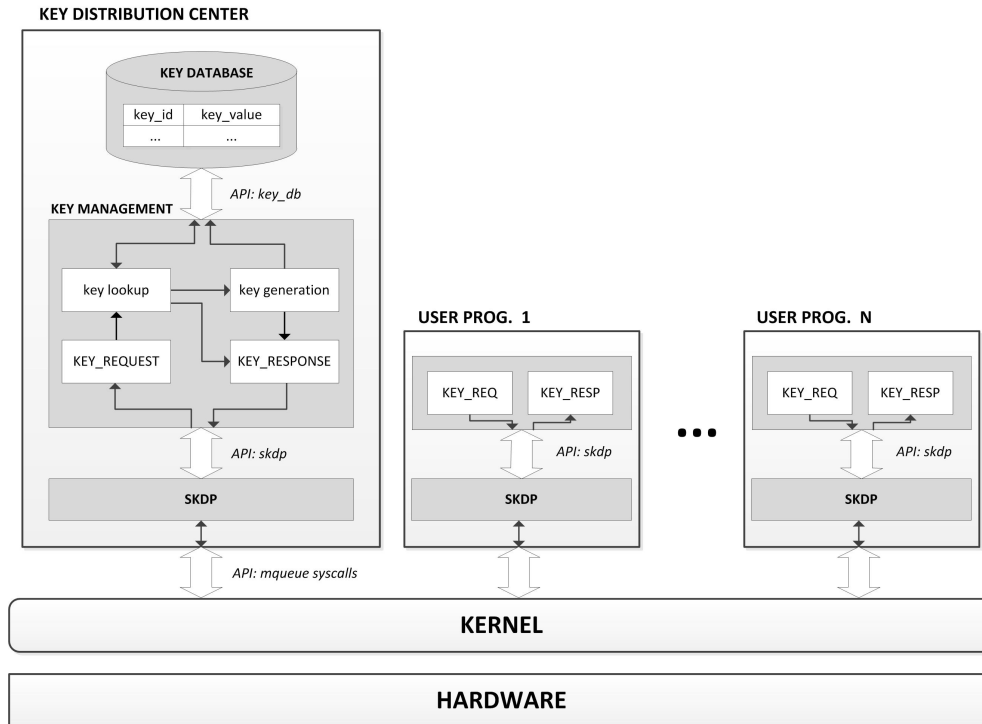 KEY DISTRIBUTION CENTER
KEY DATABASE
key_id key_value
... ...
API: key_db
KEY MANAGEMENT
key lookup
key generation
KEY_REQUEST
KEY_RESPONSE
API: skdp
SKDP
API: mqueue syscalls
USER PROG. 1
KEY_REQ
KEY_RESP
API: skdp
SKDP
...
USER PROG. N
KEY_REQ
KEY_RESP
API: skdp
SKDP
KERNEL
HARDWARE